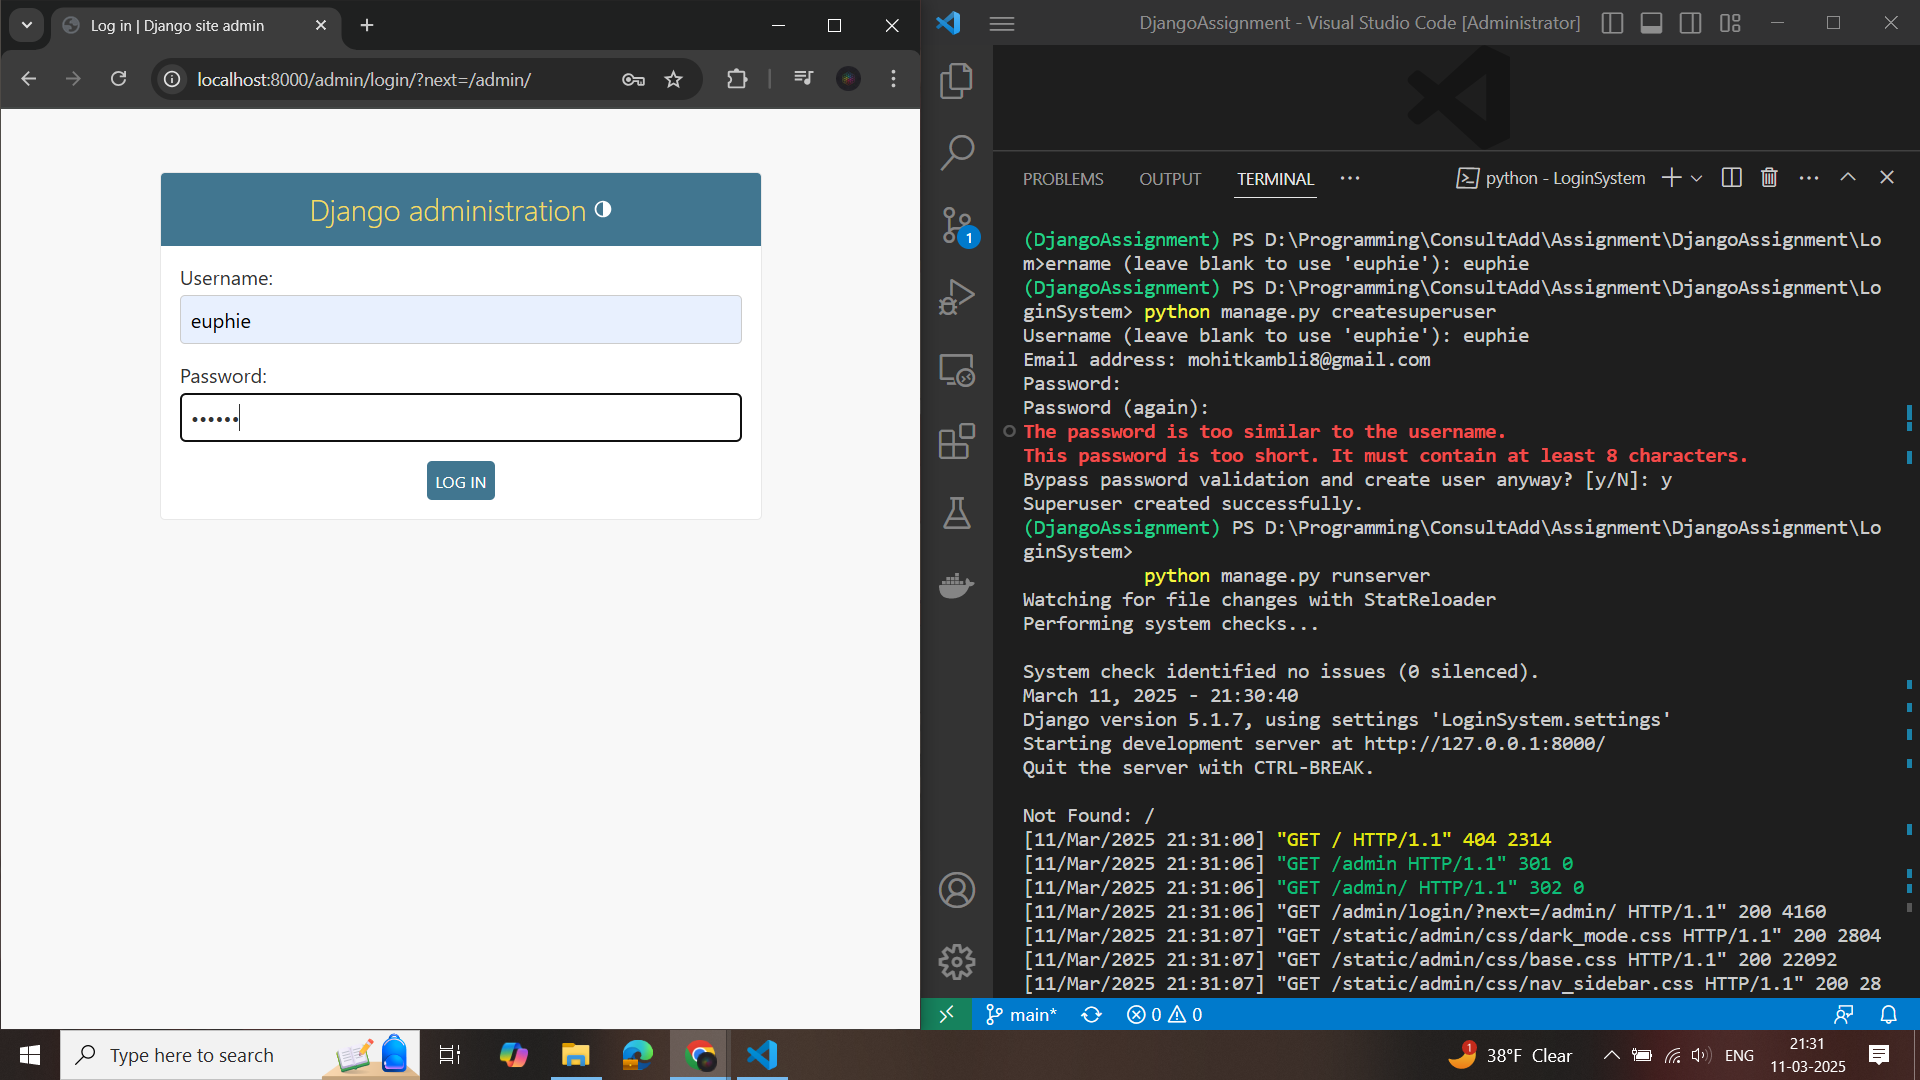 Log in | Django site admin
localhost:8000/admin/login/?next=/admin/
Django administration
Username:
euphie
Password:
••••••
LOG IN
DjangoAssignment - Visual Studio Code [Administrator]
PROBLEMS OUTPUT TERMINAL ... python - LoginSystem
(DjangoAssignment) PS D:\Programming\ConsultAdd\Assignment\DjangoAssignment\Lo
m>ername (leave blank to use 'euphie'): euphie
(DjangoAssignment) PS D:\Programming\ConsultAdd\Assignment\DjangoAssignment\Lo
ginSystem> python manage.py createsuperuser
Username (leave blank to use 'euphie'): euphie
Email address: mohitkambli8@gmail.com
Password:
Password (again):
The password is too similar to the username.
This password is too short. It must contain at least 8 characters.
Bypass password validation and create user anyway? [y/N]: y
Superuser created successfully.
(DjangoAssignment) PS D:\Programming\ConsultAdd\Assignment\DjangoAssignment\Lo
ginSystem>
python manage.py runserver
Watching for file changes with StatReloader
Performing system checks...
System check identified no issues (0 silenced).
March 11, 2025 - 21:30:40
Django version 5.1.7, using settings 'LoginSystem.settings'
Starting development server at http://127.0.0.1:8000/
Quit the server with CTRL-BREAK.
Not Found: /
[11/Mar/2025 21:31:00] "GET / HTTP/1.1" 404 2314
[11/Mar/2025 21:31:06] "GET /admin HTTP/1.1" 301 0
[11/Mar/2025 21:31:06] "GET /admin/ HTTP/1.1" 302 0
[11/Mar/2025 21:31:06] "GET /admin/login/?next=/admin/ HTTP/1.1" 200 4160
[11/Mar/2025 21:31:07] "GET /static/admin/css/dark_mode.css HTTP/1.1" 200 2804
[11/Mar/2025 21:31:07] "GET /static/admin/css/base.css HTTP/1.1" 200 22092
[11/Mar/2025 21:31:07] "GET /static/admin/css/nav_sidebar.css HTTP/1.1" 200 28
1
main* 0 0
Type here to search
1
38°F Clear
ENG
21:31
11-03-2025